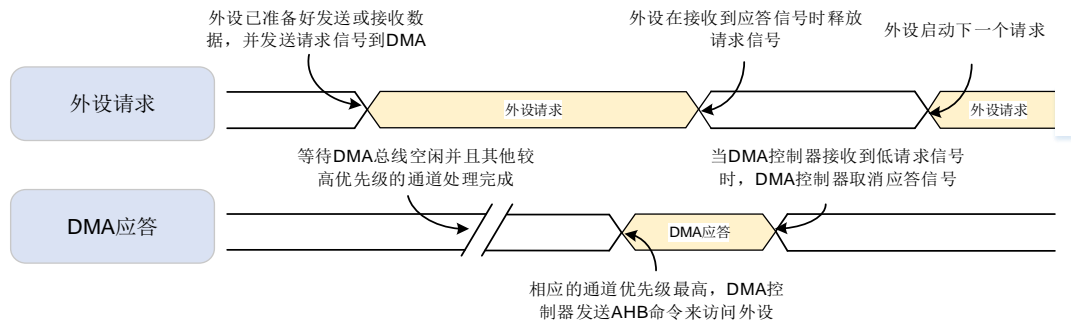 外设已准备好发送或接收数
据，并发送请求信号到DMA
外设在接收到应答信号时释放
请求信号
外设启动下一个请求
外设请求
外设请求
外设请求
等待DMA总线空闲并且其他较
高优先级的通道处理完成
当DMA控制器接收到低请求信号
时，DMA控制器取消应答信号
DMA应答
DMA应答
相应的通道优先级最高，DMA控
制器发送AHB命令来访问外设